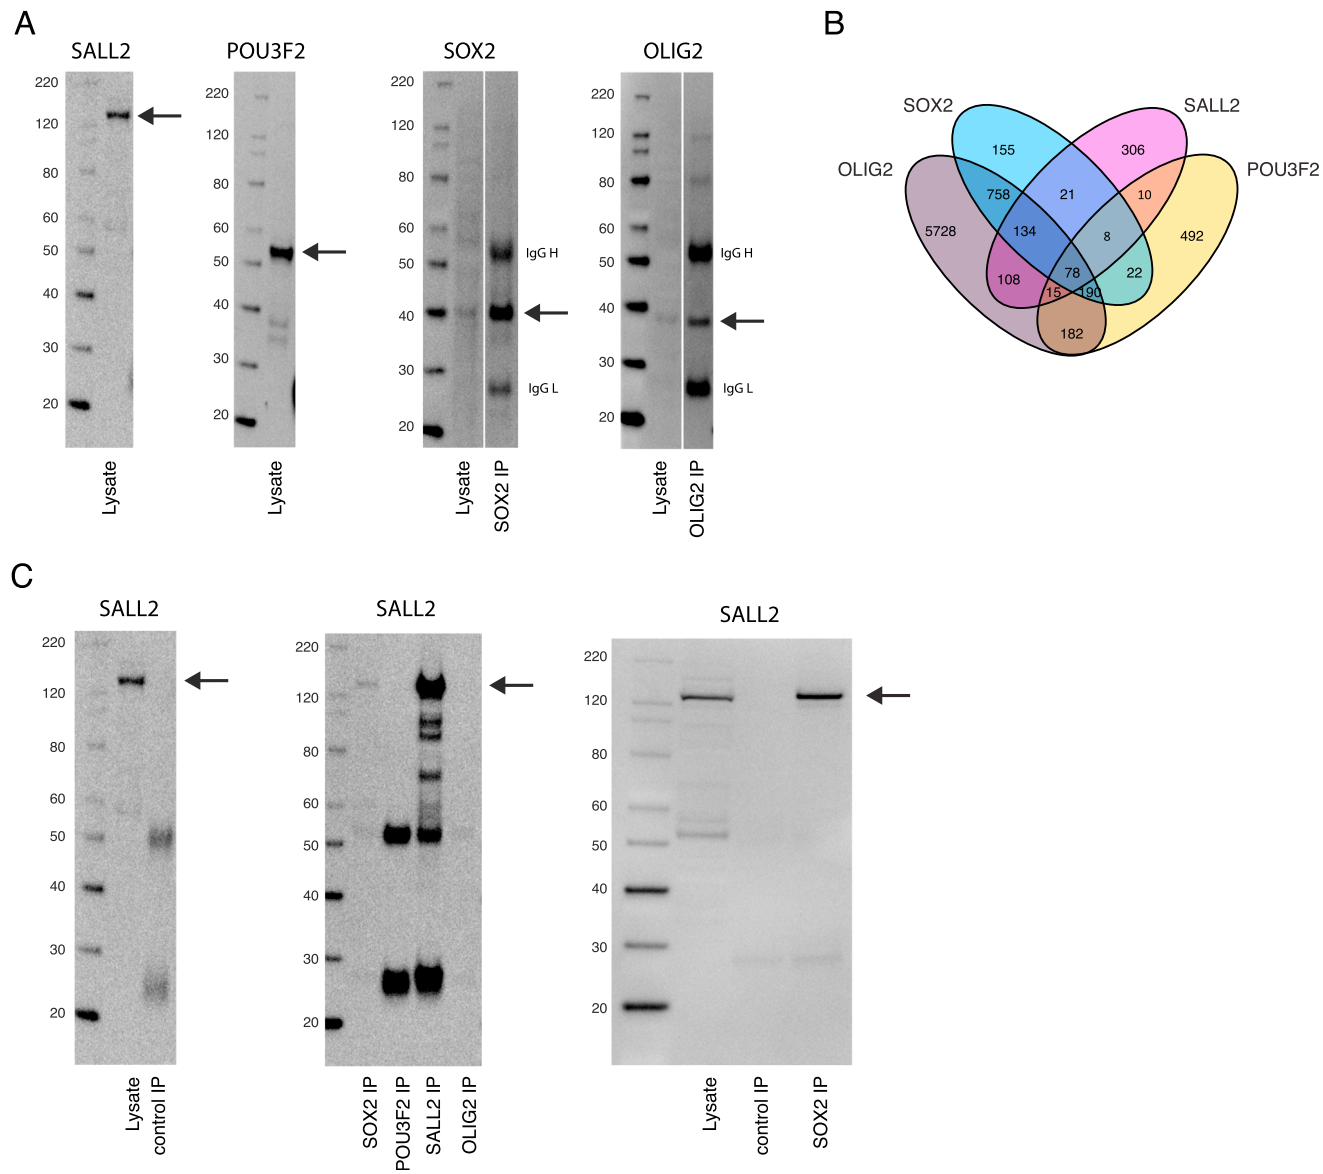 A
B
SALL2
POU3F2
SOX2
OLIG2
220
120
80
60
50
40
30
20
Lysate
220
120
80
60
50
40
30
20
Lysate
220
120
80
60
50
40
30
20
IgG H
IgG L
Lysate
SOX2 IP
220
120
80
60
50
40
30
20
IgG H
IgG L
Lysate
OLIG2 IP
SOX2
SALL2
OLIG2
POU3F2
155
306
758
21
10
5728
134
8
492
108
78
22
15
190
182
C
SALL2
220
120
80
60
50
40
30
20
Lysate
control IP
SALL2
220
120
80
60
50
40
30
20
SOX2 IP
POU3F2 IP
SALL2 IP
OLIG2 IP
SALL2
220
120
80
60
50
40
30
20
Lysate
control IP
SOX2 IP